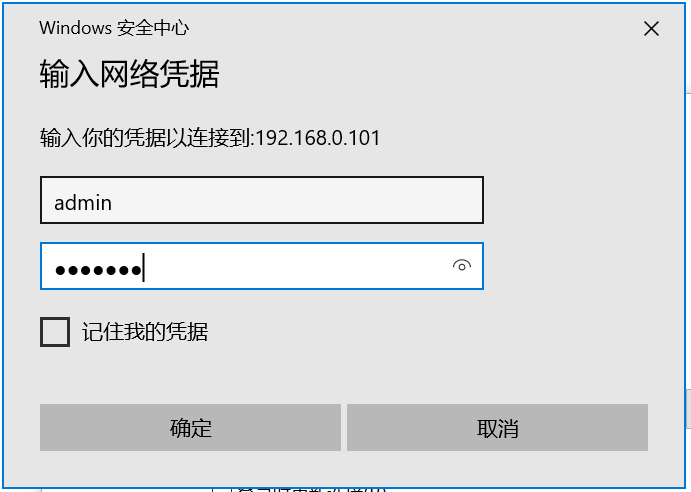 Windows 安全中心
输入网络凭据
输入你的凭据以连接到:192.168.0.101
admin
●●●●●●●
记住我的凭据
确定
取消